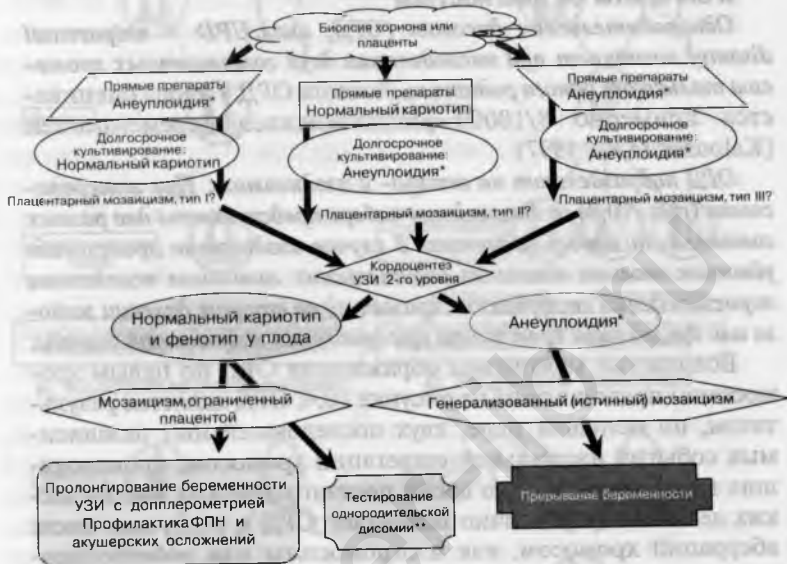 Биопсия хориона или
плаценты
Прямые препараты
Анеуплоидия*
Прямые препараты
Нормальный кариотип
Прямые препараты
Анеуплоидия*
Долгосрочное
культивирование:
Нормальный кариотип
Долгосрочное
культивирование:
Анеуплоидия*
Долгосрочное
культивирование:
Анеуплоидия*
Плацентарный мозаицизм, тип I?
Плацентарный мозаицизм, тип II?
Плацентарный мозаицизм, тип III?
Кордоцентез
УЗИ 2-го уровня
Нормальный кариотип
и фенотип у плода
Анеуплоидия*
Мозаицизм, ограниченный
плацентой
Генерализованный (истинный) мозаицизм
Пролонгирование беременности
УЗИ с допплерометрией
Профилактика ФПН и
акушерских осложнений
Тестирование
однородительской
дисомии**
Прерывание беременности